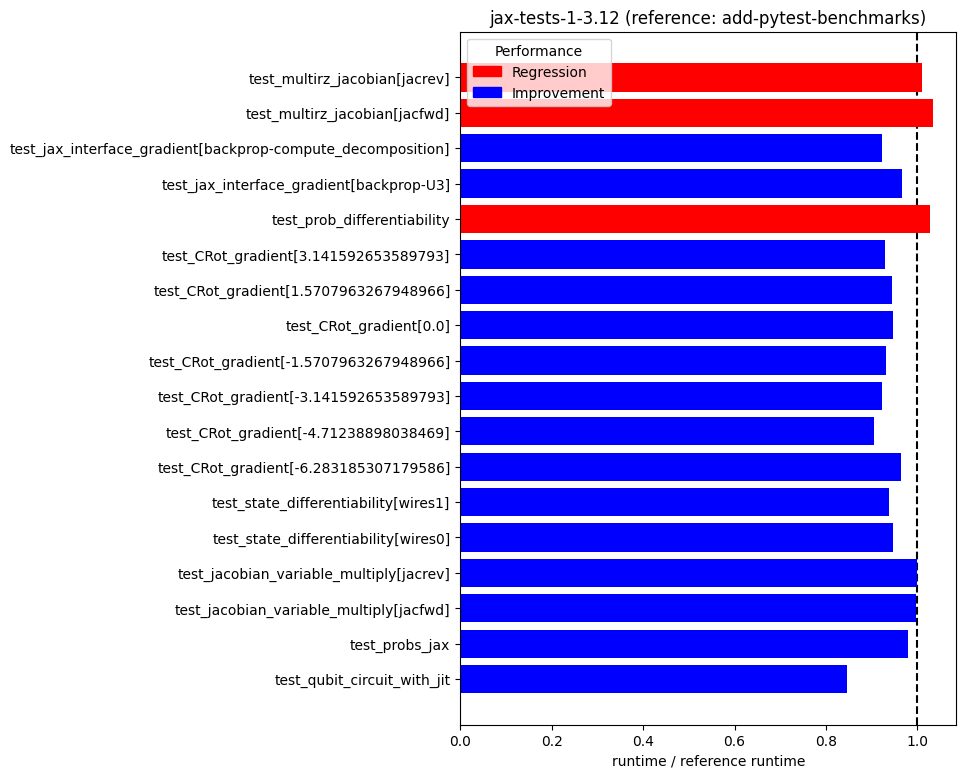 jax-tests-1-3.12 (reference: add-pytest-benchmarks)
Performance
Regression
Improvement
test_multirz_jacobian[jacrev]
test_multirz_jacobian[jacfwd]
test_jax_interface_gradient[backprop-compute_decomposition]
test_jax_interface_gradient[backprop-U3]
test_prob_differentiability
test_CRot_gradient[3.141592653589793]
test_CRot_gradient[1.5707963267948966]
test_CRot_gradient[0.0]
test_CRot_gradient[-1.5707963267948966]
test_CRot_gradient[-3.141592653589793]
test_CRot_gradient[-4.71238898038469]
test_CRot_gradient[-6.283185307179586]
test_state_differentiability[wires1]
test_state_differentiability[wires0]
test_jacobian_variable_multiply[jacrev]
test_jacobian_variable_multiply[jacfwd]
test_probs_jax
test_qubit_circuit_with_jit
0.0 0.2 0.4 0.6 0.8 1.0
runtime / reference runtime